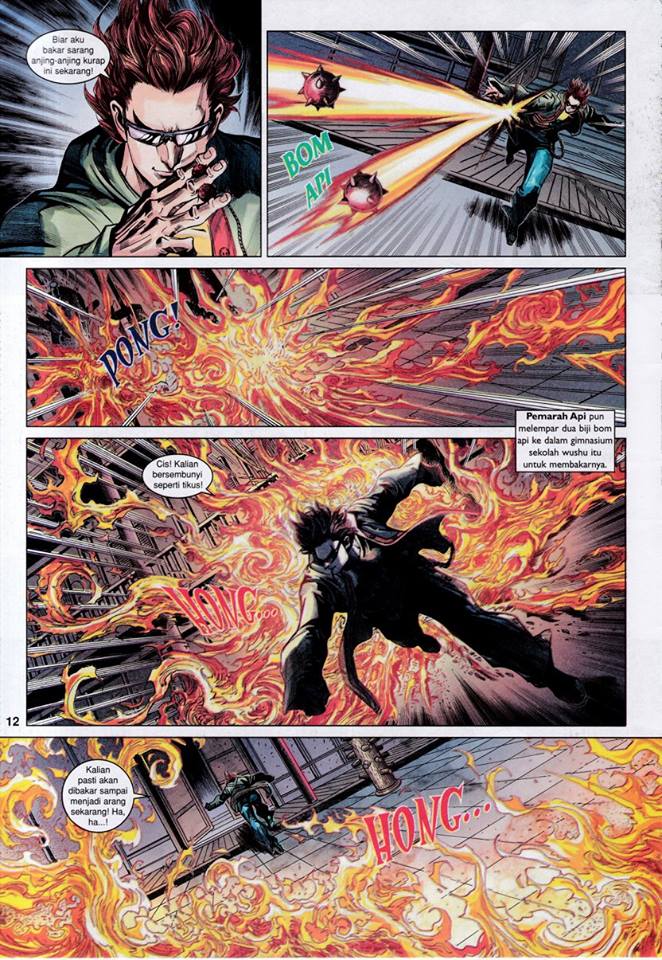 Biar aku
bakar sarang
anjing-anjing kurap
ini sekarang!
BOM
API
PONG!
Pemarah Api pun
melempar dua biji bom
api ke dalam gimnasium
sekolah wushu itu
untuk membakarnya.
Cis! Kalian
bersembunyi
seperti tikus!
HONG...
12
Kalian
pasti akan
dibakar sampai
menjadi arang
sekarang! Ha,
ha...!
HONG...